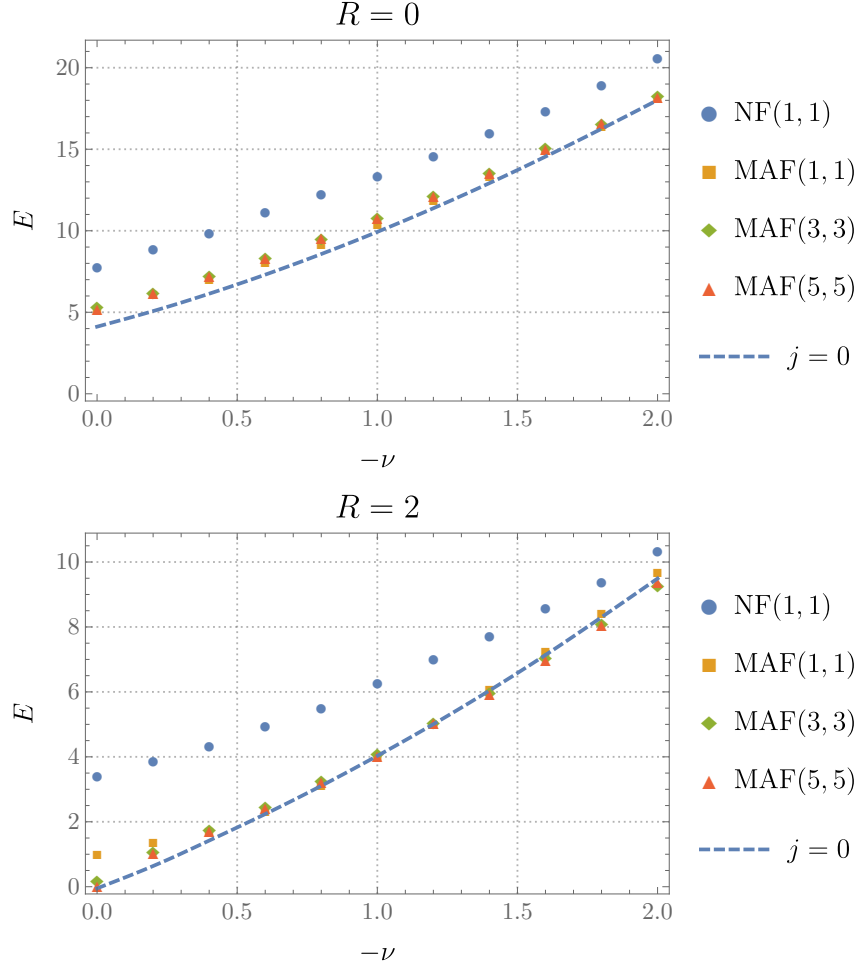 R = 0
20
15
10
5
0
E
0.0 0.5 1.0 1.5 2.0
−ν
NF(1, 1)
MAF(1, 1)
MAF(3, 3)
MAF(5, 5)
j = 0
R = 2
10
8
6
4
2
0
E
0.0 0.5 1.0 1.5 2.0
−ν
NF(1, 1)
MAF(1, 1)
MAF(3, 3)
MAF(5, 5)
j = 0